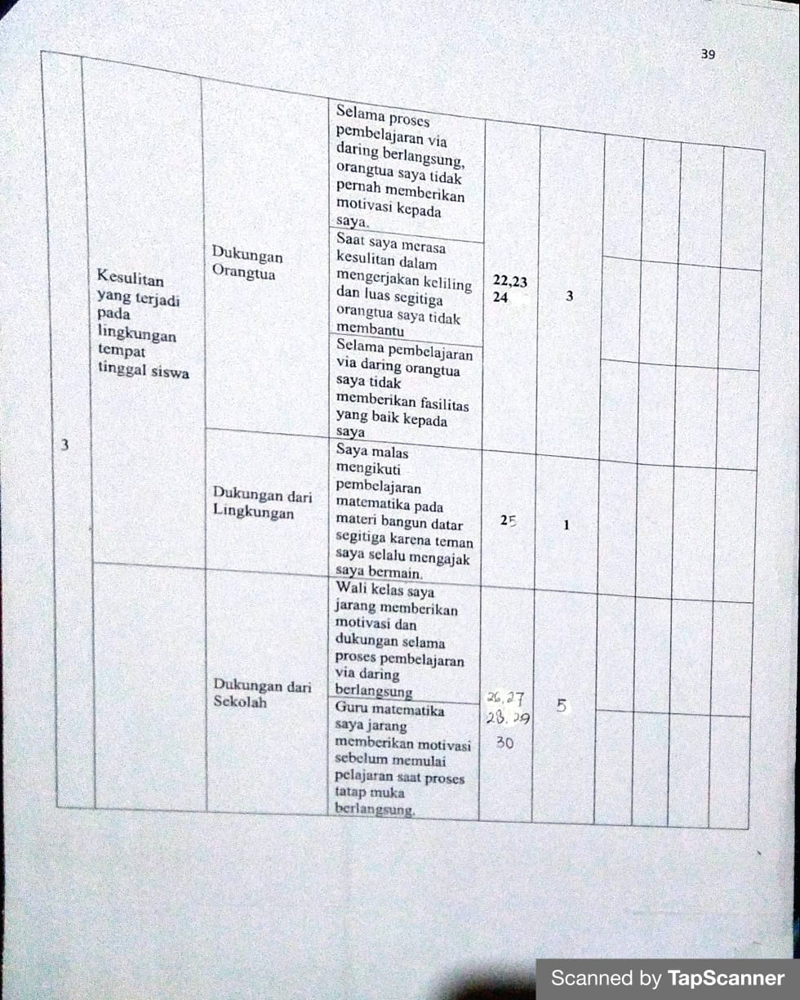 39
3
Kesulitan
yang terjadi
pada
lingkungan
tempat
tinggal siswa
Dukungan
Orangtua
Selama proses
pembelajaran via
daring berlangsung,
orangtua saya tidak
pernah memberikan
motivasi kepada
saya.
Saat saya merasa
kesulitan dalam
mengerjakan keliling
dan luas segitiga
orangtua saya tidak
membantu
Selama pembelajaran
via daring orangtua
saya tidak
memberikan fasilitas
yang baik kepada
saya
22,23
24
3
Dukungan dari
Lingkungan
Saya malas
mengikuti
pembelajaran
matematika pada
materi bangun datar
segitiga karena teman
saya selalu mengajak
saya bermain.
25
1
Dukungan dari
Sekolah
Wali kelas saya
jarang memberikan
motivasi dan
dukungan selama
proses pembelajaran
via daring
berlangsung
Guru matematika
saya jarang
memberikan motivasi
sebelum memulai
pelajaran saat proses
tatap muka
berlangsung.
26,27
28.29
30
5
Scanned by TapScanner